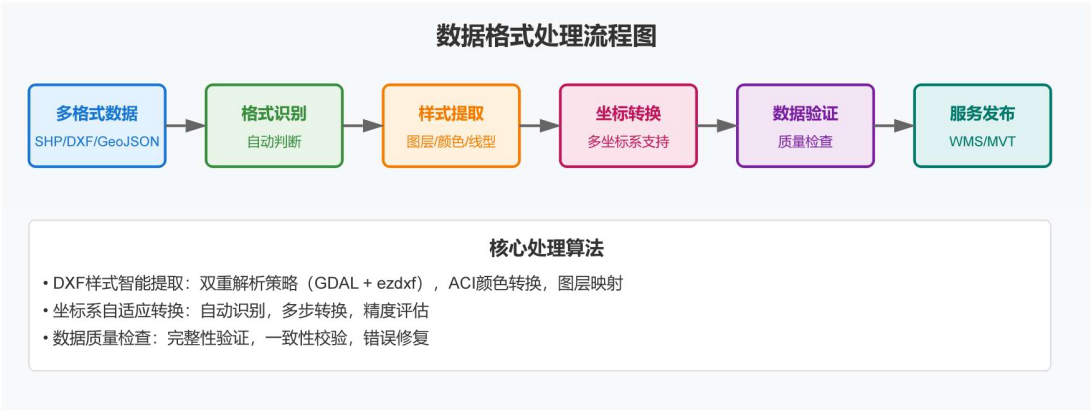 数据格式处理流程图
多格式数据
SHP/DXF/GeoJSON
格式识别
自动判断
样式提取
图层/颜色/线型
坐标转换
多坐标系支持
数据验证
质量检查
服务发布
WMS/MVT
核心处理算法
• DXF样式智能提取：双重解析策略（GDAL + ezdxf），ACI颜色转换，图层映射
• 坐标系自适应转换：自动识别，多步转换，精度评估
• 数据质量检查：完整性验证，一致性校验，错误修复